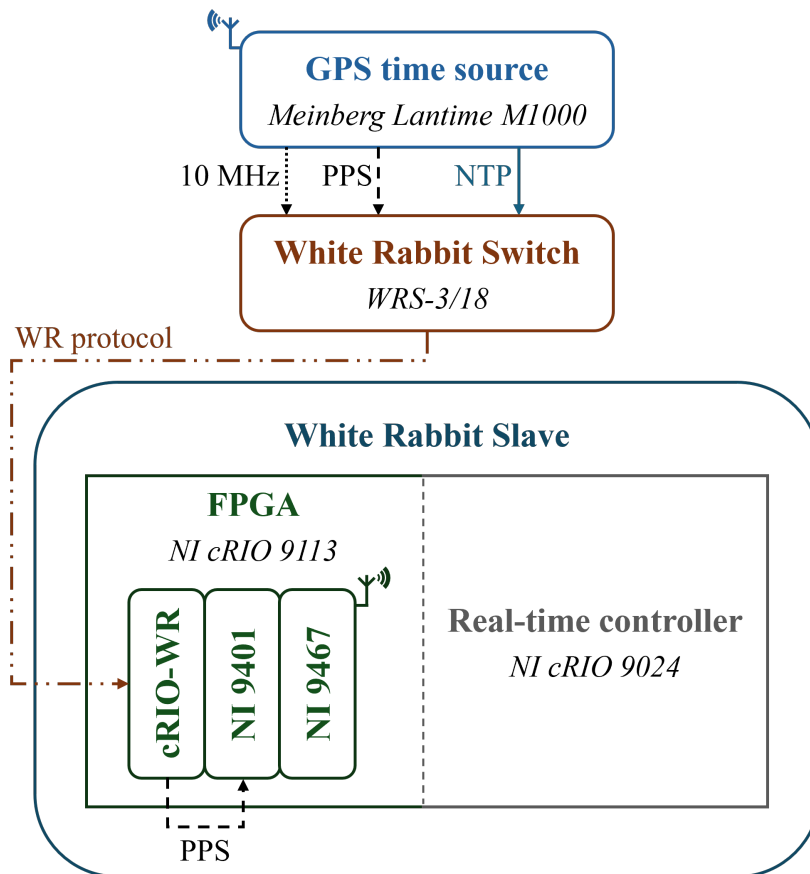 GPS time source
Meinberg Lantime M1000
10 MHz
PPS
NTP
White Rabbit Switch
WRS-3/18
WR protocol
White Rabbit Slave
FPGA
NI cRIO 9113
cRIO-WR
NI 9401
NI 9467
Real-time controller
NI cRIO 9024
PPS